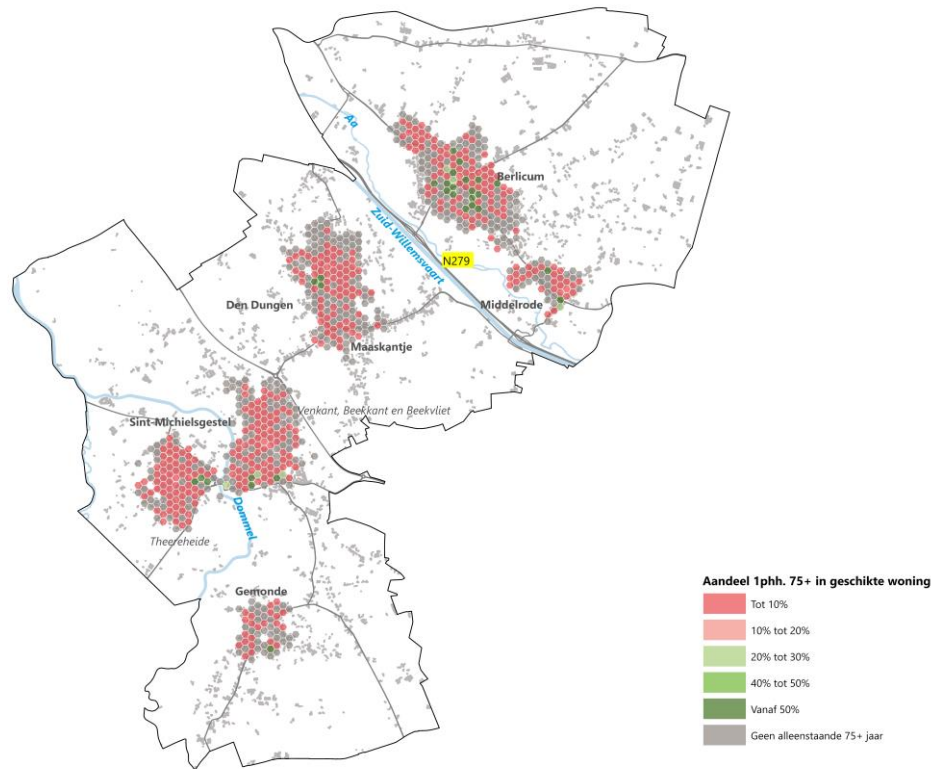 Aa
Berlicum
Zuid-Willemsvaart
N279
Den Dungen
Middelrode
Maaskantje
Venkant, Beekkant en Beekvliet
Sint-Michielsgestel
Dommel
Theereheide
Gemonde
Aandeel 1phh. 75+ in geschikte woning
Tot 10%
10% tot 20%
20% tot 30%
40% tot 50%
Vanaf 50%
Geen alleenstaande 75+ jaar